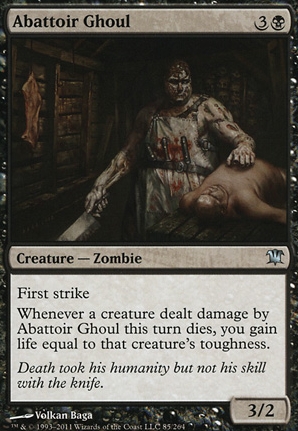 Abattoir Ghoul 3
Creature — Zombie
First strike
Whenever a creature dealt damage by
Abattoir Ghoul this turn dies, you gain
life equal to that creature's toughness.
Death took his humanity but not his skill
with the knife.
Volkan Baga
3/2
™ & © 1993–2011 Wizards of the Coast LLC 85/264